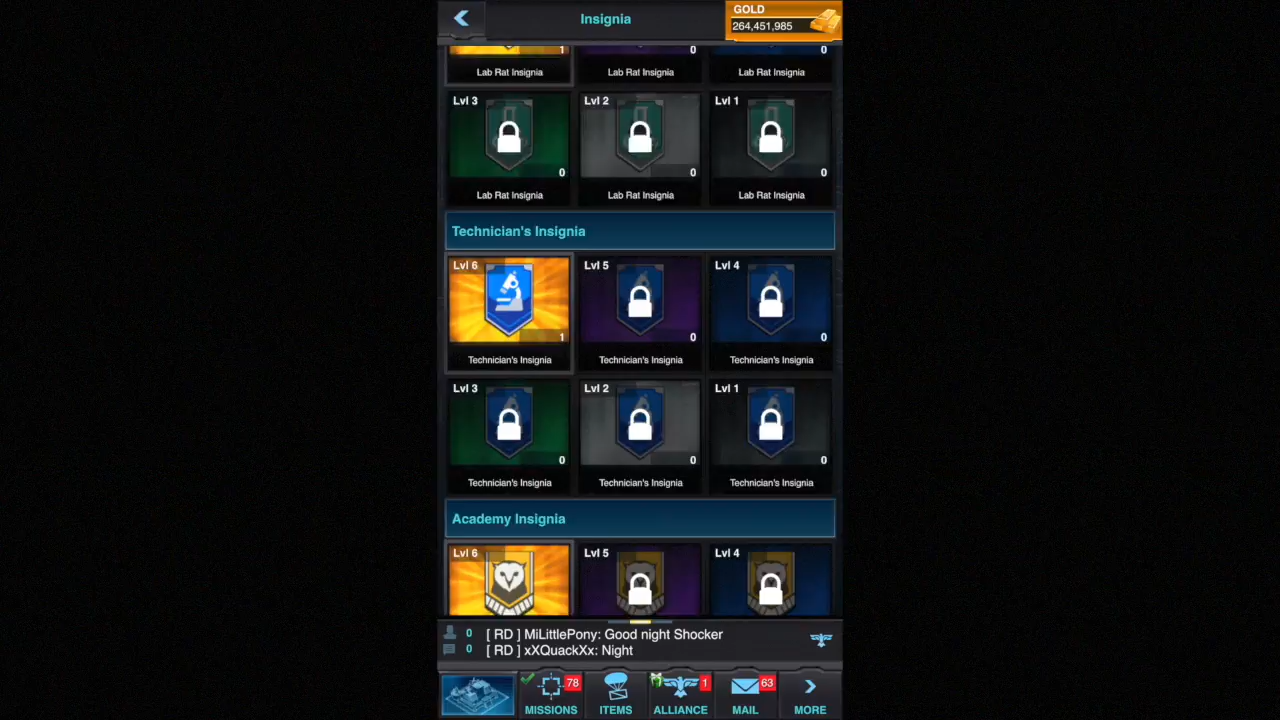 Insignia
GOLD
264,451,985
1 0 0
Lab Rat Insignia Lab Rat Insignia Lab Rat Insignia
Lvl 3 Lvl 2 Lvl 1
0 0 0
Lab Rat Insignia Lab Rat Insignia Lab Rat Insignia
Technician's Insignia
Lvl 6 Lvl 5 Lvl 4
1 0 0
Technician's Insignia Technician's Insignia Technician's Insignia
Lvl 3 Lvl 2 Lvl 1
0 0 0
Technician's Insignia Technician's Insignia Technician's Insignia
Academy Insignia
Lvl 6 Lvl 5 Lvl 4
0 [ RD ] MiLittlePony: Good night Shocker
0 [ RD ] xXQuackXx: Night
78 1 63
MISSIONS ITEMS ALLIANCE MAIL MORE